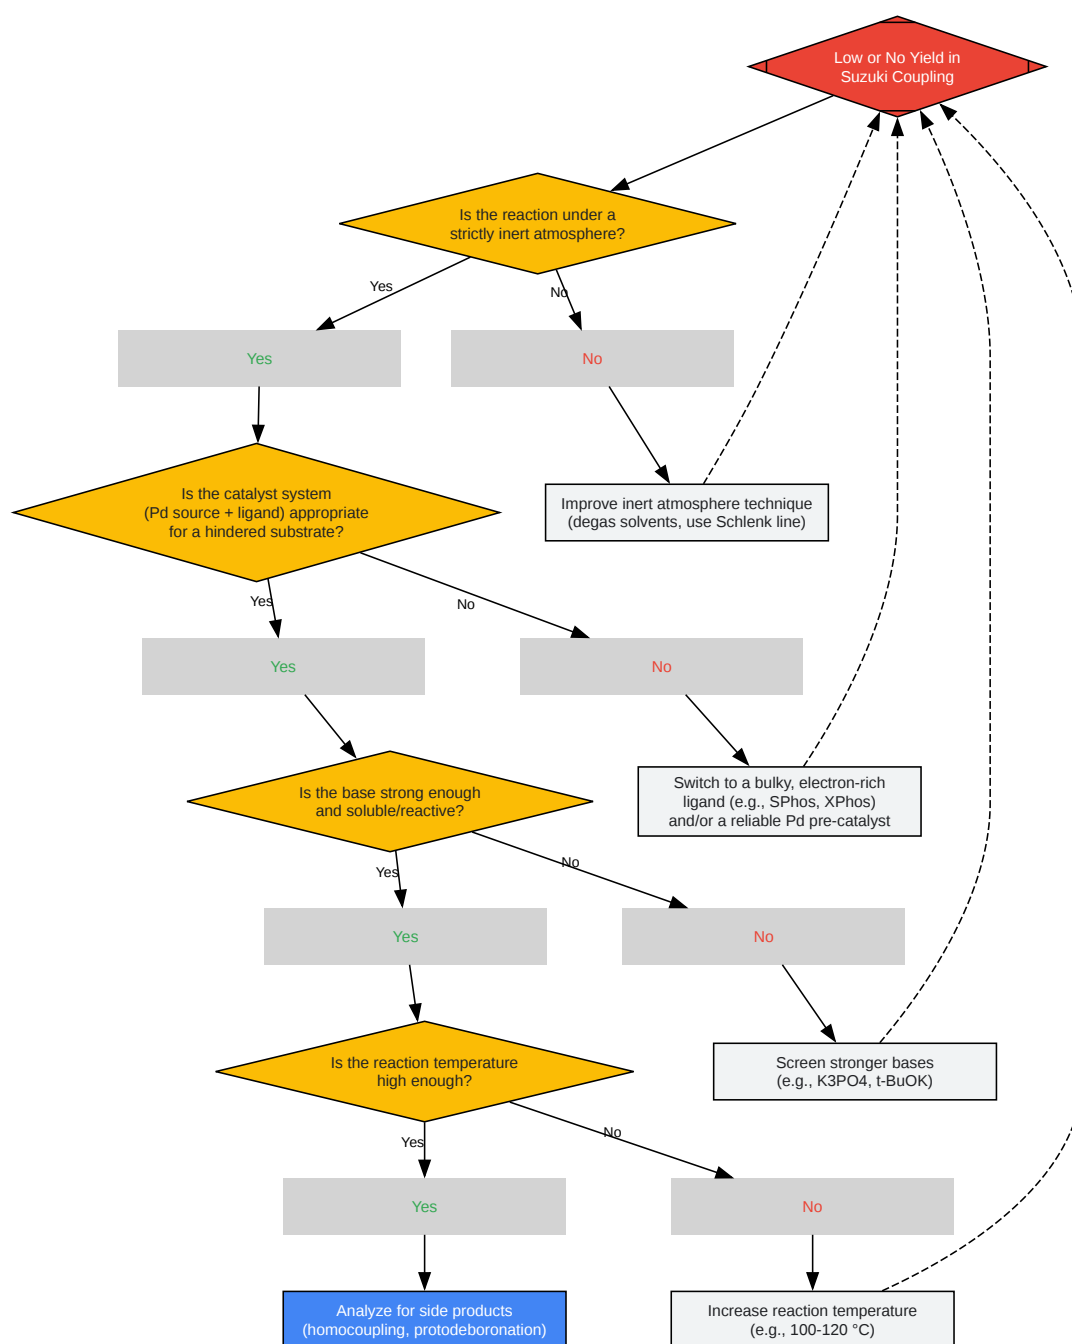 Low or No Yield in
Suzuki Coupling
Is the reaction under a
strictly inert atmosphere?
Yes
No
Yes
No
Is the catalyst system
(Pd source + ligand) appropriate
for a hindered substrate?
Improve inert atmosphere technique
(degas solvents, use Schlenk line)
Yes
No
Yes
No
Is the base strong enough
and soluble/reactive?
Switch to a bulky, electron-rich
ligand (e.g., SPhos, XPhos)
and/or a reliable Pd pre-catalyst
Yes
No
Yes
No
Is the reaction temperature
high enough?
Screen stronger bases
(e.g., K3PO4, t-BuOK)
Yes
No
Yes
No
Analyze for side products
(homocoupling, protodeboronation)
Increase reaction temperature
(e.g., 100-120 °C)